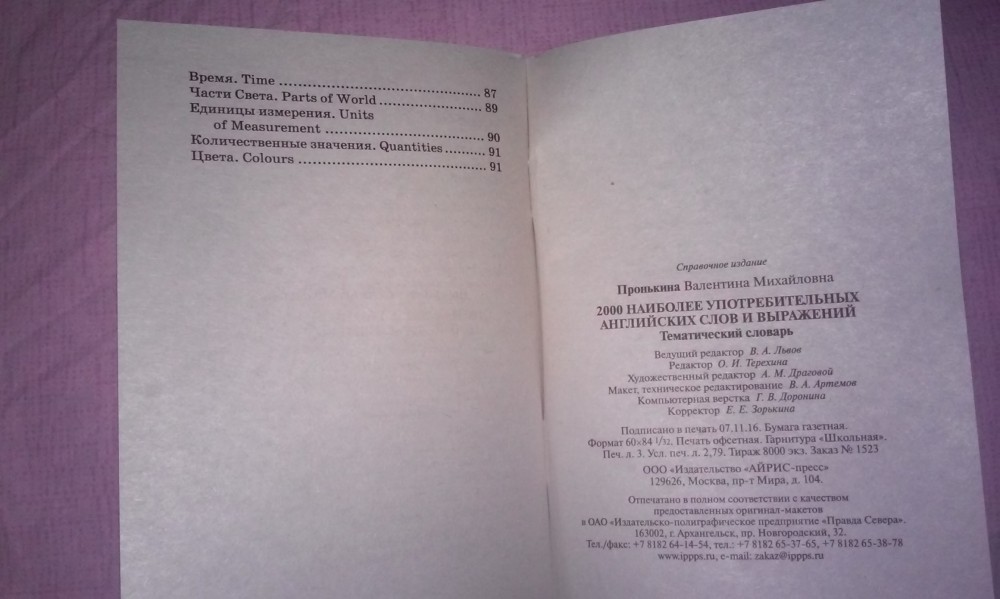 Время. Time ........................................ 87
Части Света. Parts of World .................... 89
Единицы измерения. Units
of Measurement ............................... 90
Количественные значения. Quantities .......... 91
Цвета. Colours ..................................... 91
Справочное издание
Пронькина Валентина Михайловна
2000 НАИБОЛЕЕ УПОТРЕБИТЕЛЬНЫХ
АНГЛИЙСКИХ СЛОВ И ВЫРАЖЕНИЙ
Тематический словарь
Ведущий редактор В. А. Львов
Редактор О. И. Терехина
Художественный редактор А. М. Драговой
Макет, техническое редактирование В. А. Артемов
Компьютерная верстка Г. В. Доронина
Корректор Е. Е. Зорькина
Подписано в печать 07.11.16. Бумага газетная.
Формат 60×84 1/32. Печать офсетная. Гарнитура «Школьная».
Печ. л. 3. Усл. печ. л. 2,79. Тираж 8000 экз. Заказ № 1523
ООО «Издательство «АЙРИС-пресс»
129626, Москва, пр-т Мира, д. 104.
Отпечатано в полном соответствии с качеством
предоставленных оригинал-макетов
в ОАО «Издательско-полиграфическое предприятие «Правда Севера».
163002, г. Архангельск, пр. Новгородский, 32.
Тел./факс: +7 8182 64-14-54, тел.: +7 8182 65-37-65, +7 8182 65-38-78
www.ippps.ru, e-mail: zakaz@ippps.ru